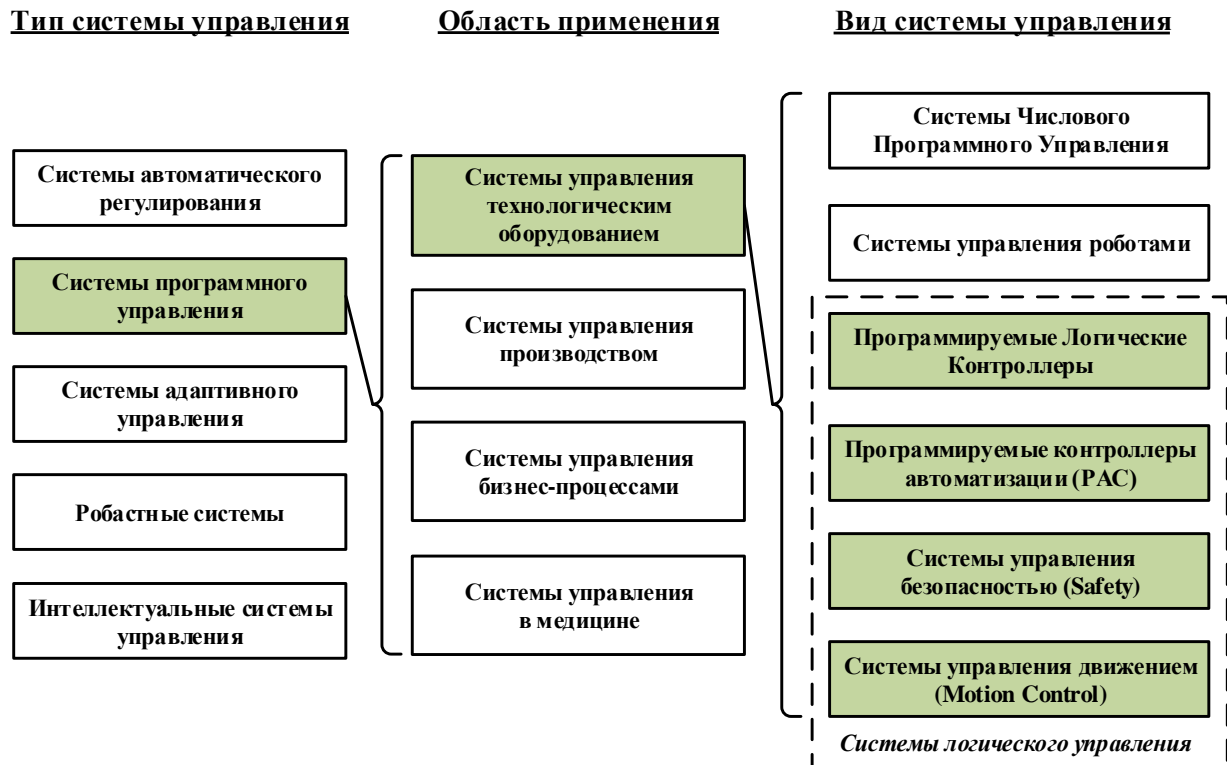 Тип системы управления
Системы автоматического
регулирования
Системы программного
управления
Системы адаптивного
управления
Робастные системы
Интеллектуальные системы
управления
Область применения
Системы управления
технологическим
оборудованием
Системы управления
производством
Системы управления
бизнес-процессами
Системы управления
в медицине
Вид системы управления
Системы Числового
Программного Управления
Системы управления роботами
Программируемые Логические
Контроллеры
Программируемые контроллеры
автоматизации (PAC)
Системы управления
безопасностью (Safety)
Системы управления движением
(Motion Control)
Системы логического управления